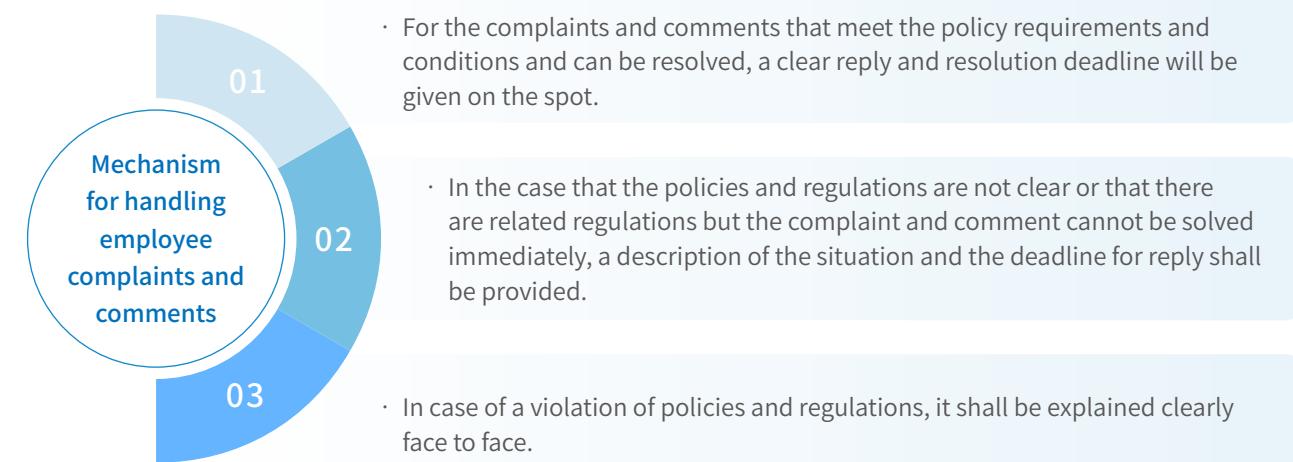 Mechanism
for handling
employee
complaints and
comments
01
· For the complaints and comments that meet the policy requirements and
conditions and can be resolved, a clear reply and resolution deadline will be
given on the spot.
02
· In the case that the policies and regulations are not clear or that there
are related regulations but the complaint and comment cannot be solved
immediately, a description of the situation and the deadline for reply shall
be provided.
03
· In case of a violation of policies and regulations, it shall be explained clearly
face to face.